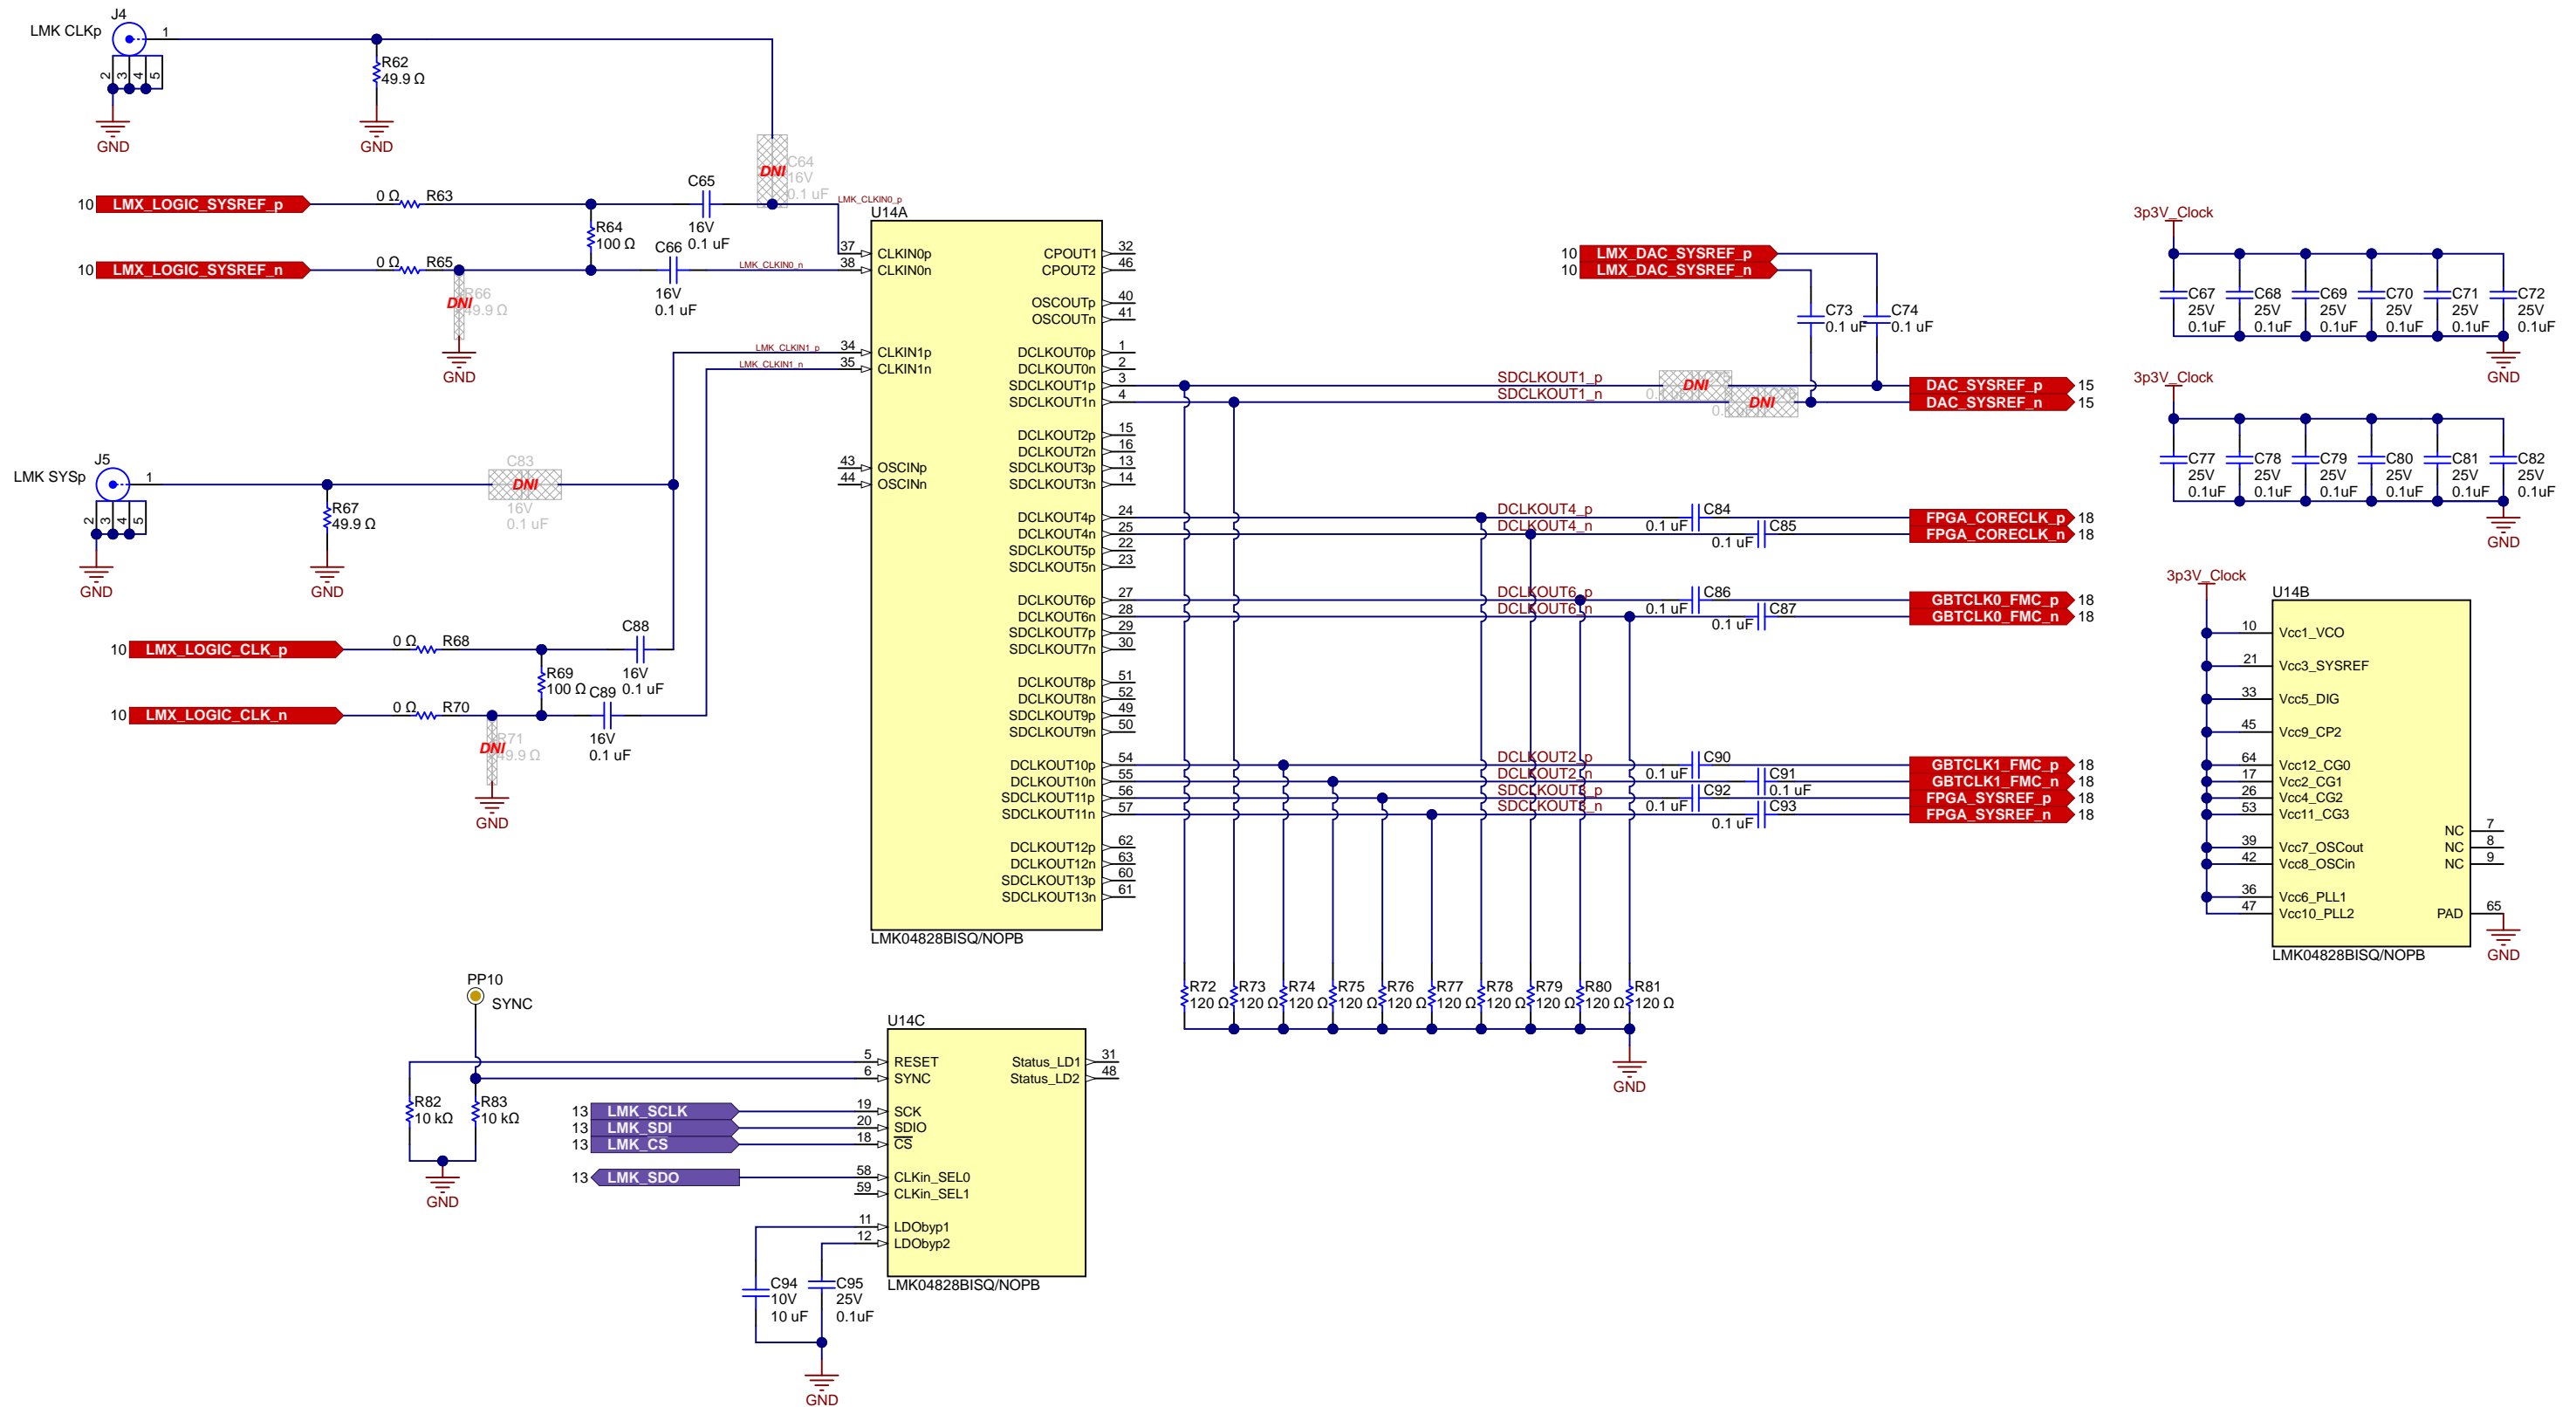 J4
LMK CLKp
1
2 3 4 5
GND
R62
49.9 Ω
GND
DNI
C64
16V
0.1 uF
10 LMX_LOGIC_SYSREF_p
0 Ω R63
R64
100 Ω
C65
16V
0.1 uF
LMK_CLKIN0_p
10 LMX_LOGIC_SYSREF_n
0 Ω R65
C66
16V
0.1 uF
LMK_CLKIN0_n
DNI
R66
49.9 Ω
GND
LMK_CLKIN1_p
LMK_CLKIN1_n
J5
LMK SYSp
1
2 3 4 5
GND
R67
49.9 Ω
GND
C83
DNI
16V
0.1 uF
10 LMX_LOGIC_CLK_p
0 Ω R68
R69
100 Ω
C88
16V
0.1 uF
10 LMX_LOGIC_CLK_n
0 Ω R70
C89
16V
0.1 uF
DNI
R71
49.9 Ω
GND
U14A
37 CLKIN0p
38 CLKIN0n
34 CLKIN1p
35 CLKIN1n
43 OSCINp
44 OSCINn
CPOUT1 32
CPOUT2 46
OSCOUTp 40
OSCOUTn 41
DCLKOUT0p 1
DCLKOUT0n 2
SDCLKOUT1p 3
SDCLKOUT1n 4
DCLKOUT2p 15
DCLKOUT2n 16
SDCLKOUT3p 13
SDCLKOUT3n 14
DCLKOUT4p 24
DCLKOUT4n 25
SDCLKOUT5p 22
SDCLKOUT5n 23
DCLKOUT6p 27
DCLKOUT6n 28
SDCLKOUT7p 29
SDCLKOUT7n 30
DCLKOUT8p 51
DCLKOUT8n 52
SDCLKOUT9p 49
SDCLKOUT9n 50
DCLKOUT10p 54
DCLKOUT10n 55
SDCLKOUT11p 56
SDCLKOUT11n 57
DCLKOUT12p 62
DCLKOUT12n 63
SDCLKOUT13p 60
SDCLKOUT13n 61
LMK04828BISQ/NOPB
10 LMX_DAC_SYSREF_p
10 LMX_DAC_SYSREF_n
C73
0.1 uF
C74
0.1 uF
SDCLKOUT1_p
SDCLKOUT1_n
DNI
DNI
DAC_SYSREF_p 15
DAC_SYSREF_n 15
DCLKOUT4_p
DCLKOUT4_n
0.1 uF C84
0.1 uF C85
FPGA_CORECLK_p 18
FPGA_CORECLK_n 18
DCLKOUT6_p
DCLKOUT6_n
0.1 uF C86
0.1 uF C87
GBTCLK0_FMC_p 18
GBTCLK0_FMC_n 18
DCLKOUT2_p
DCLKOUT2_n
SDCLKOUT3_p
SDCLKOUT3_n
0.1 uF C90
C91
0.1 uF
0.1 uF C92
0.1 uF C93
GBTCLK1_FMC_p 18
GBTCLK1_FMC_n 18
FPGA_SYSREF_p 18
FPGA_SYSREF_n 18
R72 R73 R74 R75 R76 R77 R78 R79 R80 R81
120 Ω 120 Ω 120 Ω 120 Ω 120 Ω 120 Ω 120 Ω 120 Ω 120 Ω 120 Ω
GND
3p3V_Clock
C67 C68 C69 C70 C71 C72
25V 25V 25V 25V 25V 25V
0.1uF 0.1uF 0.1uF 0.1uF 0.1uF 0.1uF
GND
3p3V_Clock
C77 C78 C79 C80 C81 C82
25V 25V 25V 25V 25V 25V
0.1uF 0.1uF 0.1uF 0.1uF 0.1uF 0.1uF
GND
3p3V_Clock
U14B
10 Vcc1_VCO
21 Vcc3_SYSREF
33 Vcc5_DIG
45 Vcc9_CP2
64 Vcc12_CG0
17 Vcc2_CG1
26 Vcc4_CG2
53 Vcc11_CG3
39 Vcc7_OSCout
42 Vcc8_OSCin
36 Vcc6_PLL1
47 Vcc10_PLL2
NC 7
NC 8
NC 9
PAD 65
LMK04828BISQ/NOPB
GND
PP10
SYNC
R82
10 kΩ
R83
10 kΩ
GND
13 LMK_SCLK
13 LMK_SDI
13 LMK_CS
13 LMK_SDO
U14C
5 RESET
6 SYNC
19 SCK
20 SDIO
18 CS
58 CLKin_SEL0
59 CLKin_SEL1
11 LDObyp1
12 LDObyp2
Status_LD1 31
Status_LD2 48
LMK04828BISQ/NOPB
C94
10V
10 uF
C95
25V
0.1uF
GND